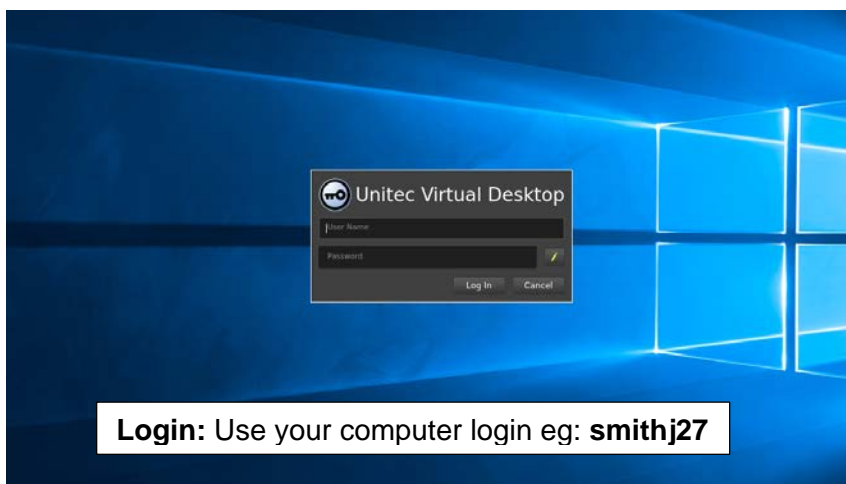 Unitec Virtual Desktop
User Name
Password
Log In Cancel
Login: Use your computer login eg: smithj27